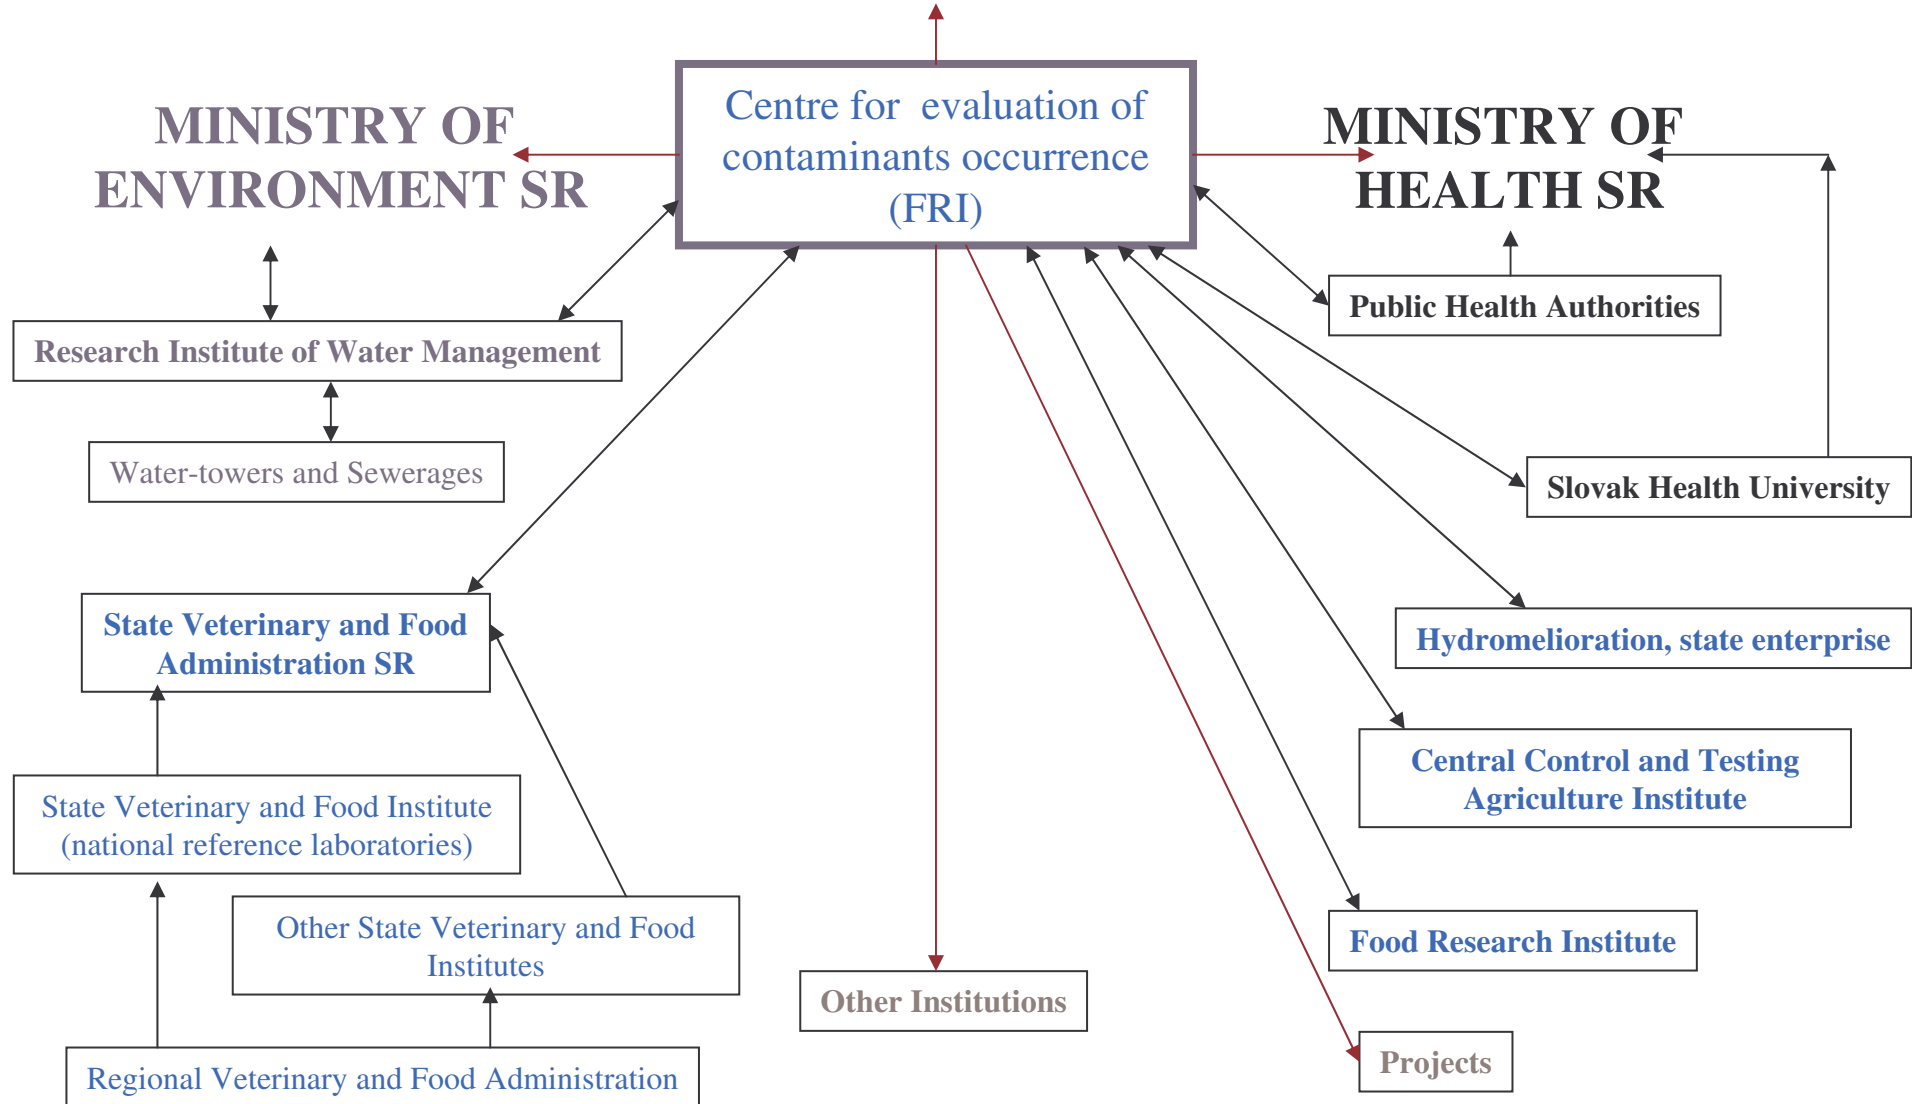 Centre for evaluation of
contaminants occurrence
(FRI)
MINISTRY OF
ENVIRONMENT SR
MINISTRY OF
HEALTH SR
Public Health Authorities
Research Institute of Water Management
Water-towers and Sewerages
Slovak Health University
State Veterinary and Food
Administration SR
Hydromelioration, state enterprise
Central Control and Testing
Agriculture Institute
State Veterinary and Food Institute
(national reference laboratories)
Other State Veterinary and Food
Institutes
Food Research Institute
Other Institutions
Projects
Regional Veterinary and Food Administration